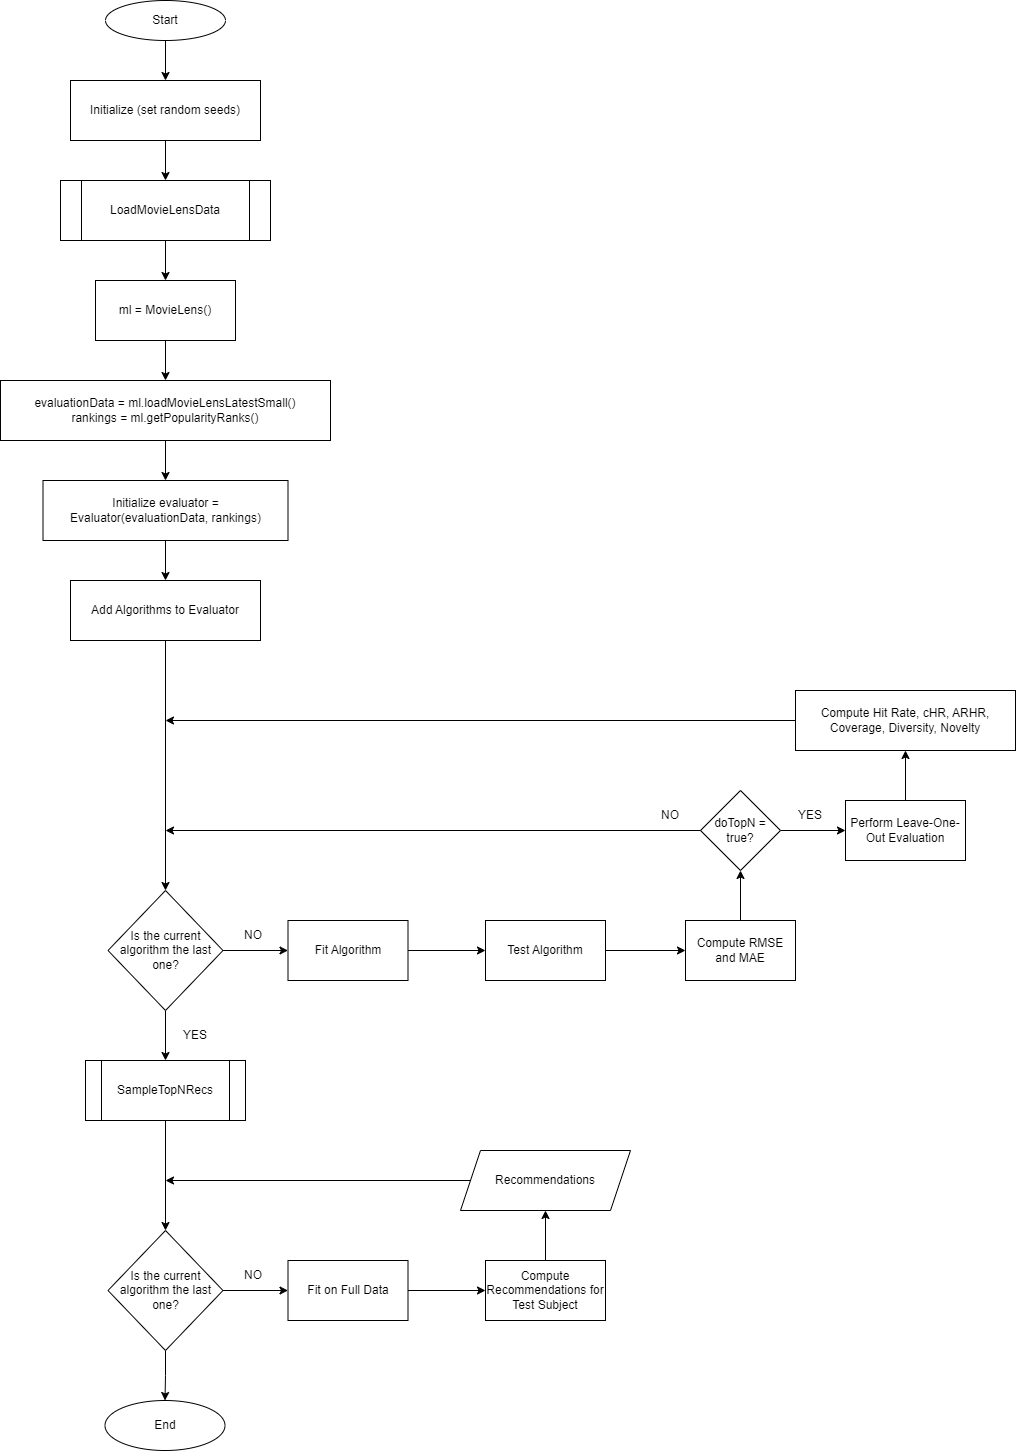 Start
Initialize (set random seeds)
LoadMovieLensData
ml = MovieLens()
evaluationData = ml.loadMovieLensLatestSmall()
rankings = ml.getPopularityRanks()
Initialize evaluator =
Evaluator(evaluationData, rankings)
Add Algorithms to Evaluator
Compute Hit Rate, cHR, ARHR,
Coverage, Diversity, Novelty
NO
doTopN =
true?
YES
Perform Leave-One-
Out Evaluation
Is the current
algorithm the last
one?
NO
Fit Algorithm
Test Algorithm
Compute RMSE
and MAE
YES
SampleTopNRecs
Recommendations
Is the current
algorithm the last
one?
NO
Fit on Full Data
Compute
Recommendations for
Test Subject
End